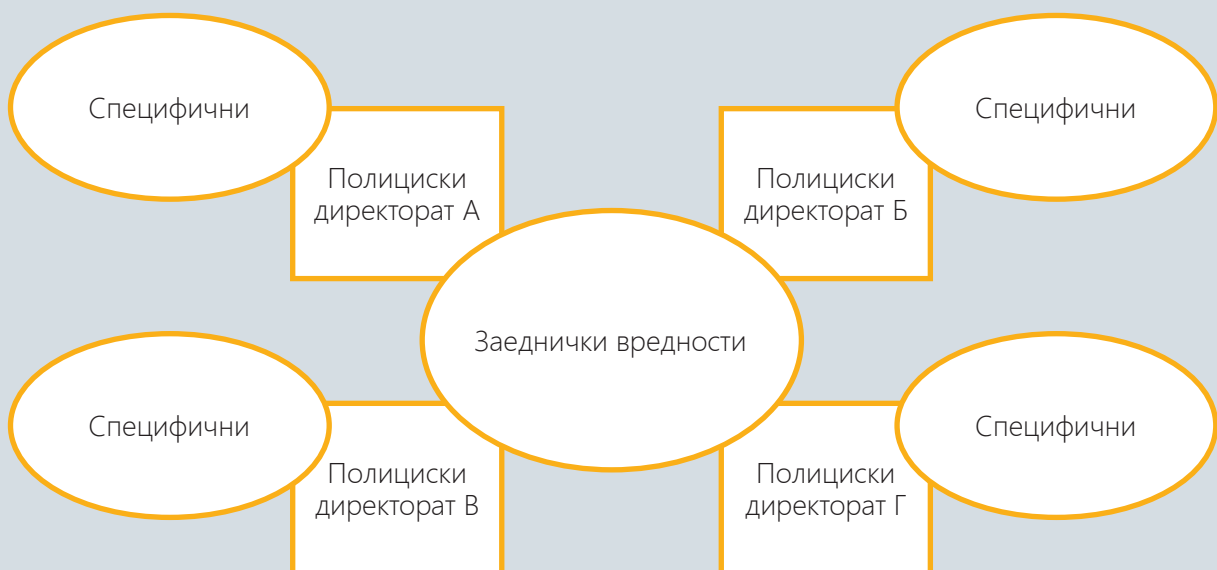 Специфични
Специфични
Полициски
директорат А
Полициски
директорат Б
Заеднички вредности
Специфични
Специфични
Полициски
директорат В
Полициски
директорат Г